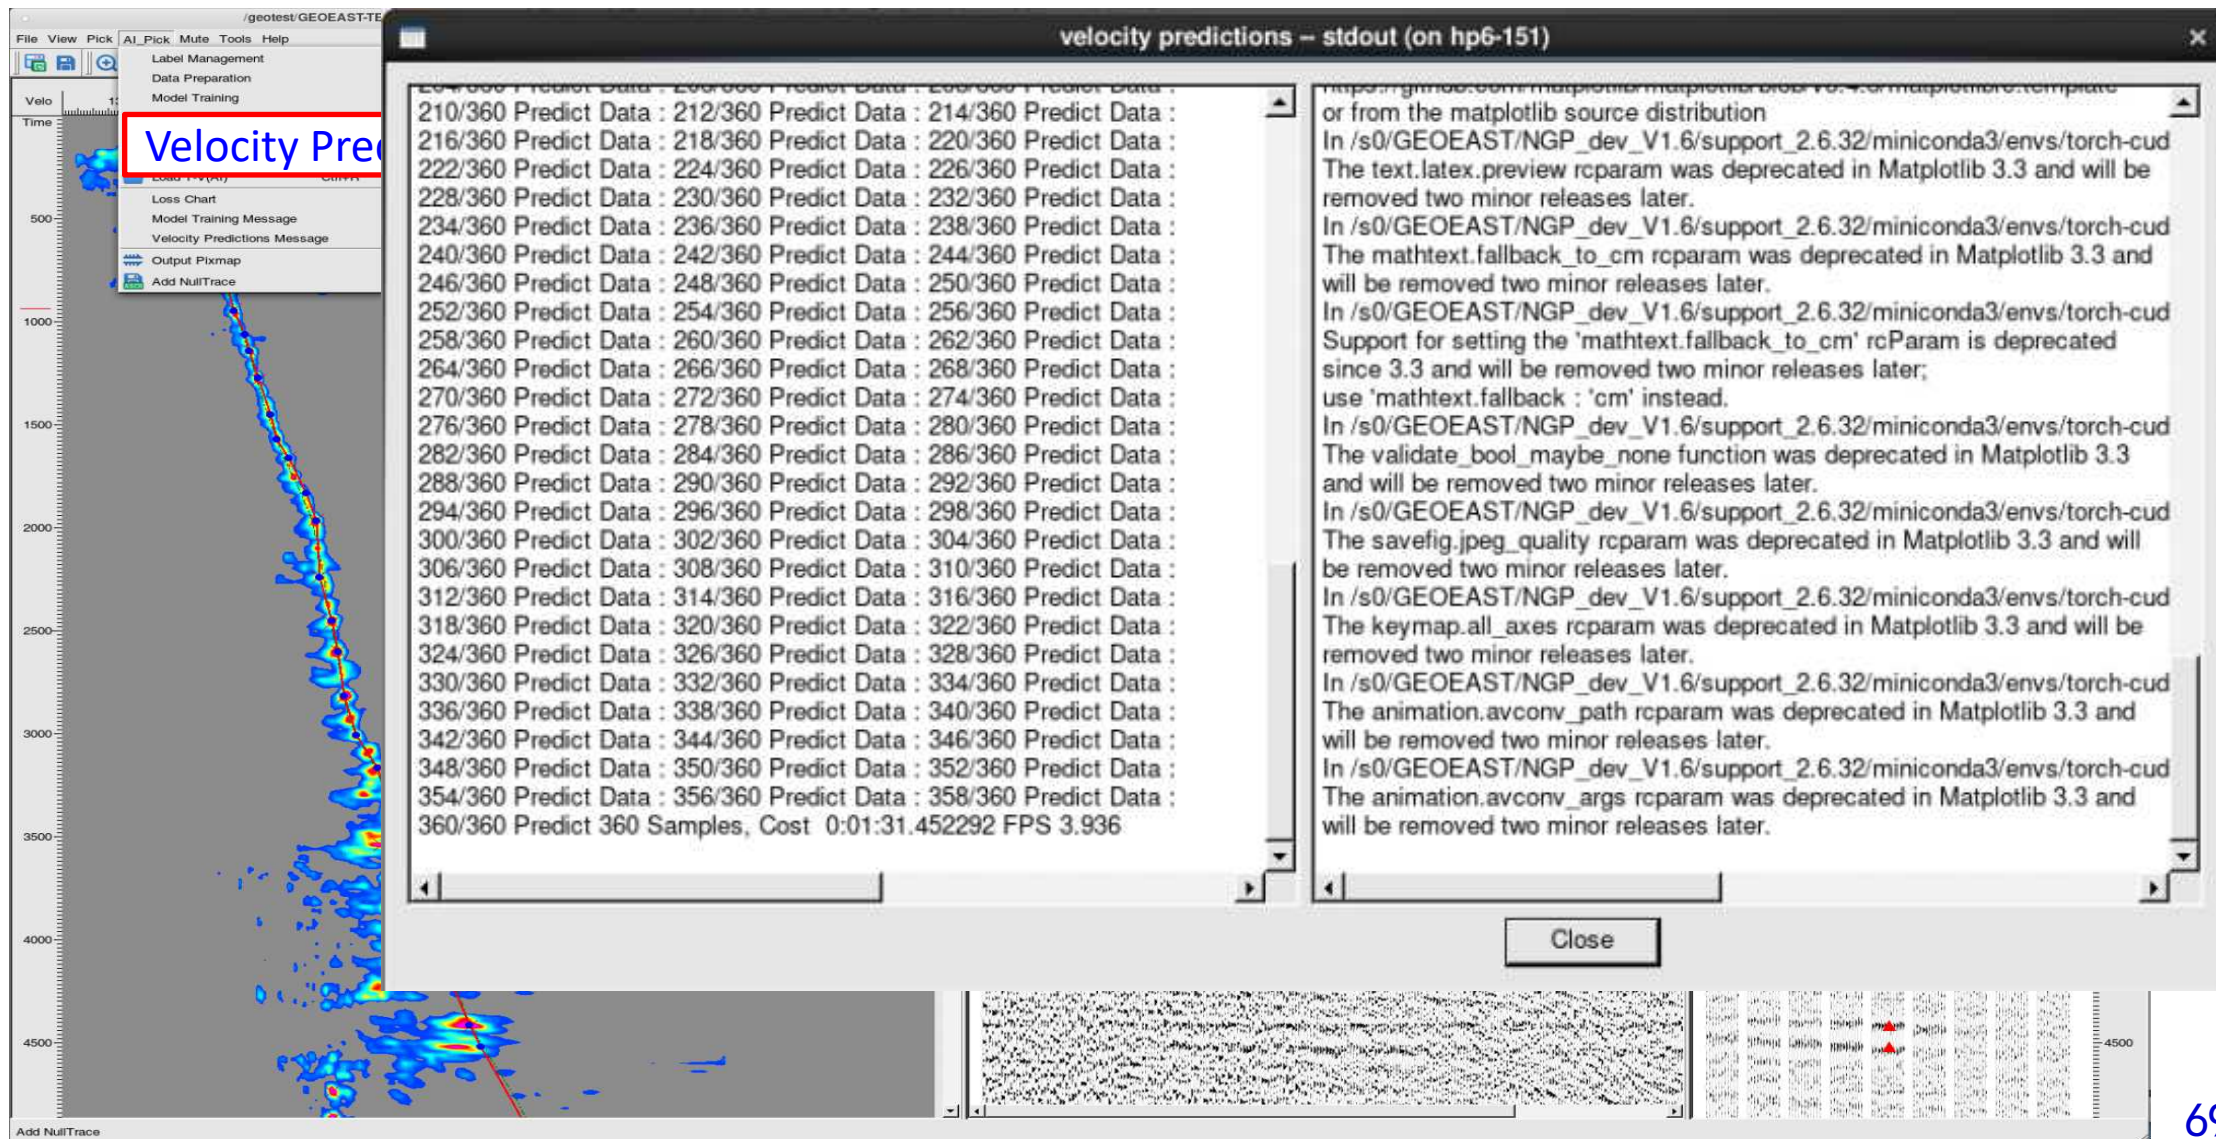 /geotest/GEOEAST-TE
File View Pick AI_Pick Mute Tools Help
Label Management
Data Preparation
Model Training
Velocity Pre
Loss Chart
Model Training Message
Velocity Predictions Message
Output Pixmap
Add NullTrace
Velo
Time
500
1000
1500
2000
2500
3000
3500
4000
4500
velocity predictions – stdout (on hp6-151)
210/360 Predict Data : 212/360 Predict Data : 214/360 Predict Data :
216/360 Predict Data : 218/360 Predict Data : 220/360 Predict Data :
222/360 Predict Data : 224/360 Predict Data : 226/360 Predict Data :
228/360 Predict Data : 230/360 Predict Data : 232/360 Predict Data :
234/360 Predict Data : 236/360 Predict Data : 238/360 Predict Data :
240/360 Predict Data : 242/360 Predict Data : 244/360 Predict Data :
246/360 Predict Data : 248/360 Predict Data : 250/360 Predict Data :
252/360 Predict Data : 254/360 Predict Data : 256/360 Predict Data :
258/360 Predict Data : 260/360 Predict Data : 262/360 Predict Data :
264/360 Predict Data : 266/360 Predict Data : 268/360 Predict Data :
270/360 Predict Data : 272/360 Predict Data : 274/360 Predict Data :
276/360 Predict Data : 278/360 Predict Data : 280/360 Predict Data :
282/360 Predict Data : 284/360 Predict Data : 286/360 Predict Data :
288/360 Predict Data : 290/360 Predict Data : 292/360 Predict Data :
294/360 Predict Data : 296/360 Predict Data : 298/360 Predict Data :
300/360 Predict Data : 302/360 Predict Data : 304/360 Predict Data :
306/360 Predict Data : 308/360 Predict Data : 310/360 Predict Data :
312/360 Predict Data : 314/360 Predict Data : 316/360 Predict Data :
318/360 Predict Data : 320/360 Predict Data : 322/360 Predict Data :
324/360 Predict Data : 326/360 Predict Data : 328/360 Predict Data :
330/360 Predict Data : 332/360 Predict Data : 334/360 Predict Data :
336/360 Predict Data : 338/360 Predict Data : 340/360 Predict Data :
342/360 Predict Data : 344/360 Predict Data : 346/360 Predict Data :
348/360 Predict Data : 350/360 Predict Data : 352/360 Predict Data :
354/360 Predict Data : 356/360 Predict Data : 358/360 Predict Data :
360/360 Predict 360 Samples, Cost 0:01:31.452292 FPS 3.936
or from the matplotlib source distribution
In /s0/GEOEAST/NGP_dev_V1.6/support_2.6.32/miniconda3/envs/torch-cud
The text.latex.preview rcparam was deprecated in Matplotlib 3.3 and will be
removed two minor releases later.
In /s0/GEOEAST/NGP_dev_V1.6/support_2.6.32/miniconda3/envs/torch-cud
The mathtext.fallback_to_cm rcparam was deprecated in Matplotlib 3.3 and
will be removed two minor releases later.
In /s0/GEOEAST/NGP_dev_V1.6/support_2.6.32/miniconda3/envs/torch-cud
Support for setting the 'mathtext.fallback_to_cm' rcParam is deprecated
since 3.3 and will be removed two minor releases later;
use 'mathtext.fallback : 'cm' instead.
In /s0/GEOEAST/NGP_dev_V1.6/support_2.6.32/miniconda3/envs/torch-cud
The validate_bool_maybe_none function was deprecated in Matplotlib 3.3
and will be removed two minor releases later.
In /s0/GEOEAST/NGP_dev_V1.6/support_2.6.32/miniconda3/envs/torch-cud
The savefig.jpeg_quality rcparam was deprecated in Matplotlib 3.3 and will
be removed two minor releases later.
In /s0/GEOEAST/NGP_dev_V1.6/support_2.6.32/miniconda3/envs/torch-cud
The keymap.all_axes rcparam was deprecated in Matplotlib 3.3 and will be
removed two minor releases later.
In /s0/GEOEAST/NGP_dev_V1.6/support_2.6.32/miniconda3/envs/torch-cud
The animation.avconv_path rcparam was deprecated in Matplotlib 3.3 and
will be removed two minor releases later.
In /s0/GEOEAST/NGP_dev_V1.6/support_2.6.32/miniconda3/envs/torch-cud
The animation.avconv_args rcparam was deprecated in Matplotlib 3.3 and
will be removed two minor releases later.
Close
4500
Add NullTrace
69